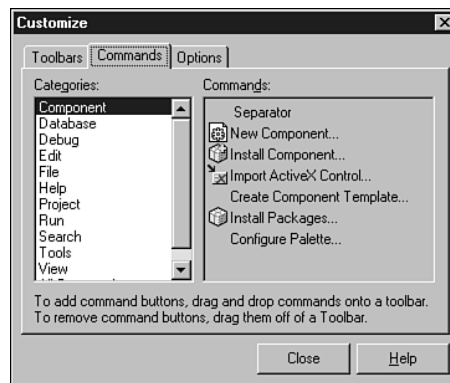 Customize
Toolbars Commands Options
Categories:
Component
Database
Debug
Edit
File
Help
Project
Run
Search
Tools
View
Commands:
Separator
New Component...
Install Component...
Import ActiveX Control...
Create Component Template...
Install Packages...
Configure Palette...
To add command buttons, drag and drop commands onto a toolbar.
To remove command buttons, drag them off of a Toolbar.
Close Help